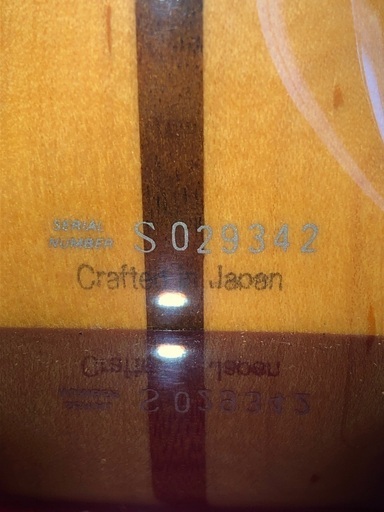 SERIAL
NUMBER S 029342
Crafted in Japan